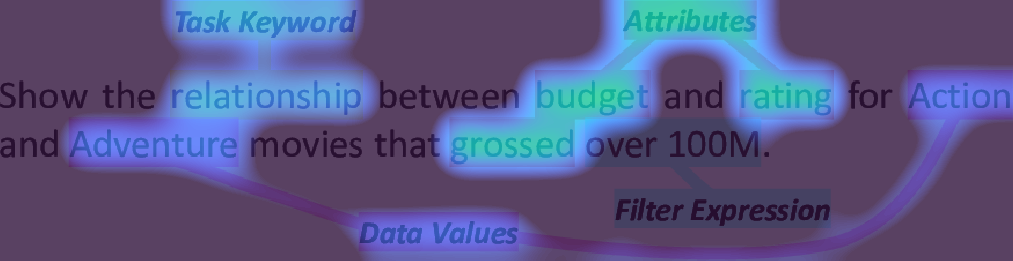 Task Keyword Attributes
Show the relationship between budget and rating for Action
and Adventure movies that grossed over 100M.
Filter Expression
Data Values